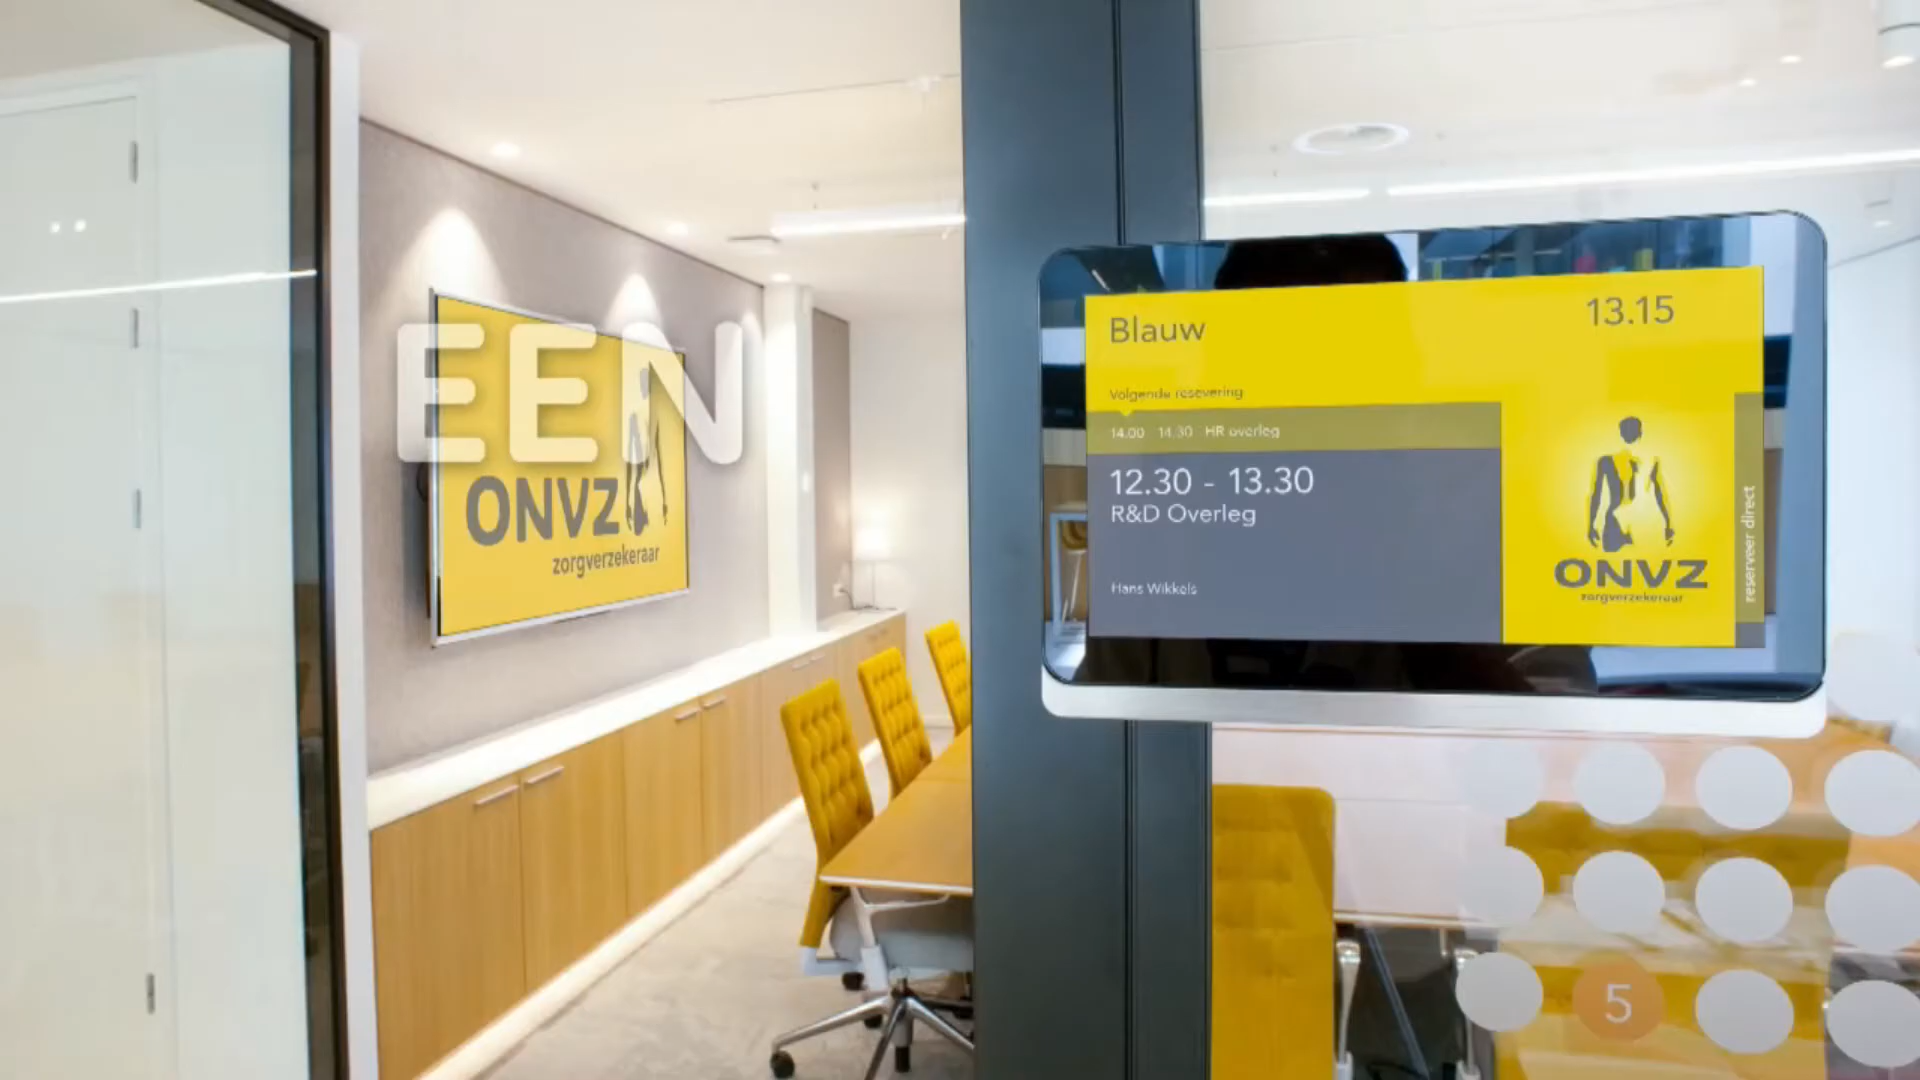 EEN
ONVZ
zorgverzekeraar
Blauw
13.15
Volgende resevering
14.00 14.30 HR overleg
12.30 - 13.30
R&D Overleg
Hans Wikkels
ONVZ
zorgverzekeraar
reserveer direct
5